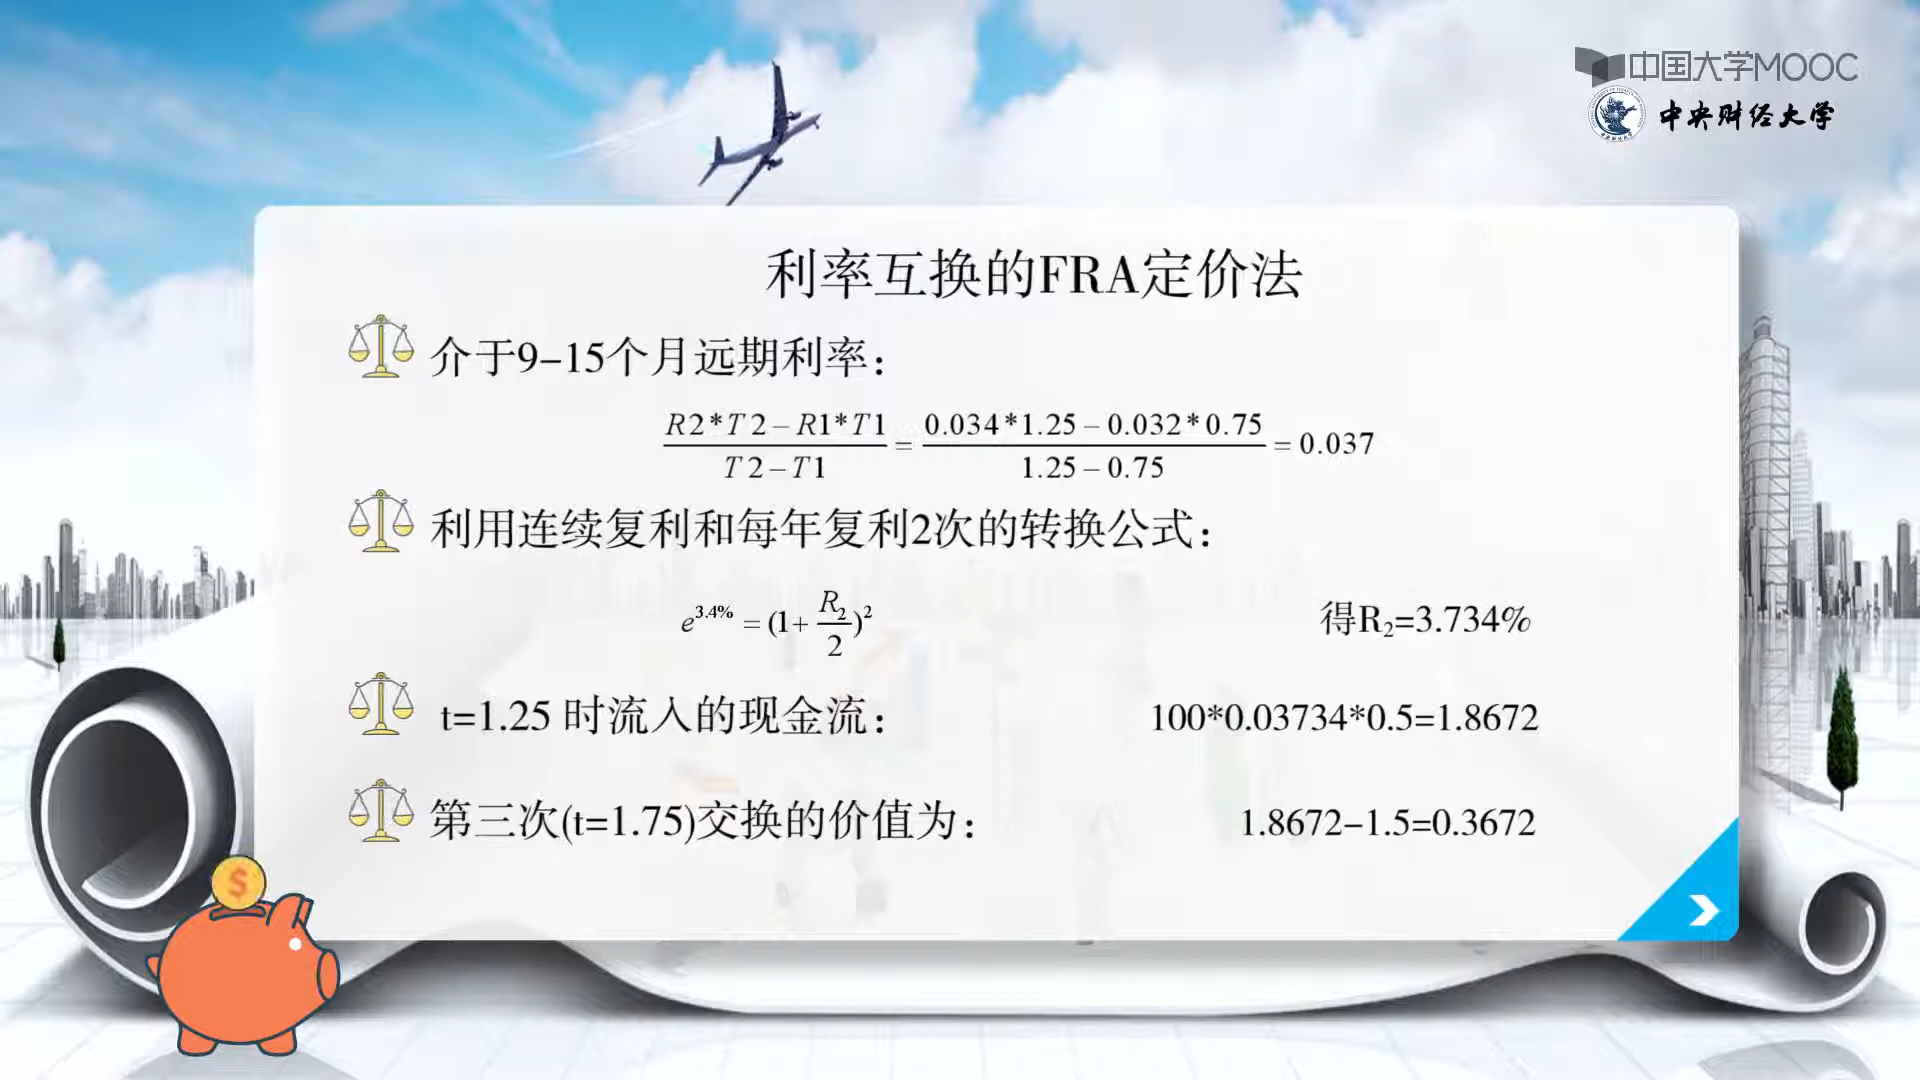 中国大学MOOC
中央财经大学
利率互换的FRA定价法
介于9-15个月远期利率：
R2*T2-R1*T1 / T2-T1 = 0.034*1.25-0.032*0.75 / 1.25-0.75 = 0.037
利用连续复利和每年复利2次的转换公式：
e^3.4% = (1+ R₂/2)² 得R₂=3.734%
t=1.25 时流入的现金流： 100*0.03734*0.5=1.8672
第三次(t=1.75)交换的价值为： 1.8672-1.5=0.3672
$